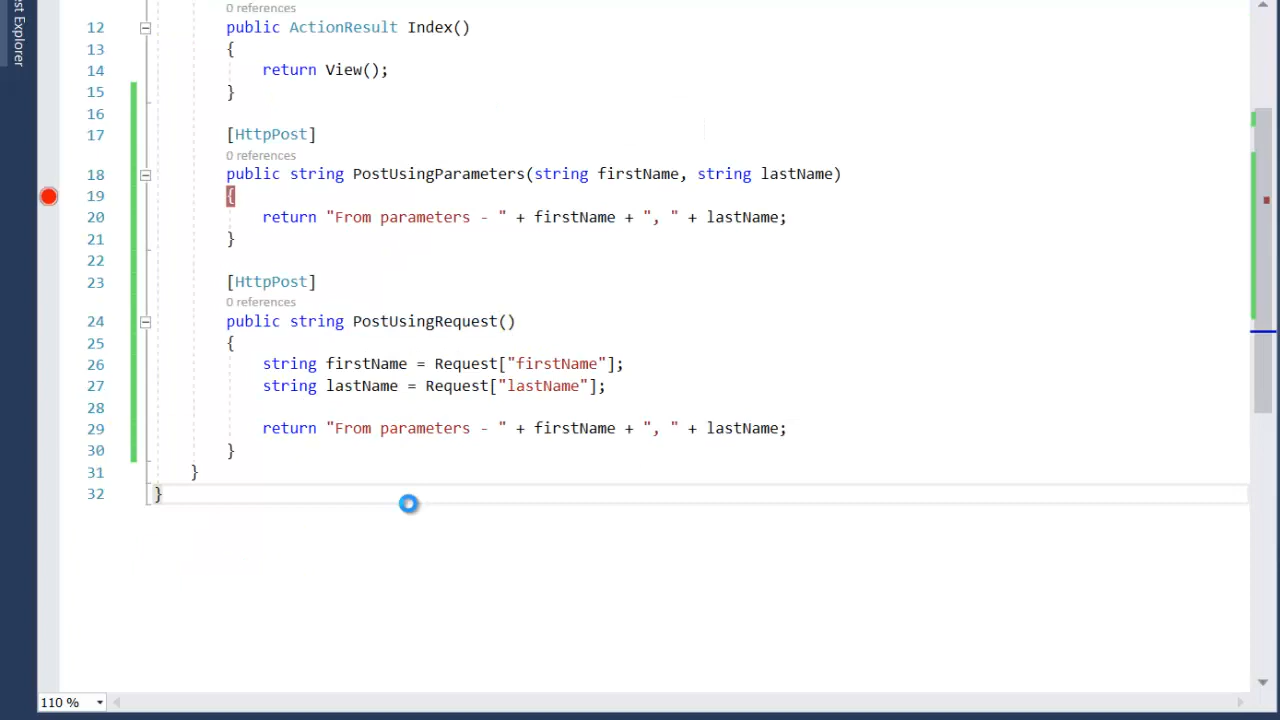 st Explorer
0 references
12 public ActionResult Index()
13 {
14 return View();
15 }
16
17 [HttpPost]
0 references
18 public string PostUsingParameters(string firstName, string lastName)
19 {
20 return "From parameters - " + firstName + ", " + lastName;
21 }
22
23 [HttpPost]
0 references
24 public string PostUsingRequest()
25 {
26 string firstName = Request["firstName"];
27 string lastName = Request["lastName"];
28
29 return "From parameters - " + firstName + ", " + lastName;
30 }
31 }
32 }
110 %